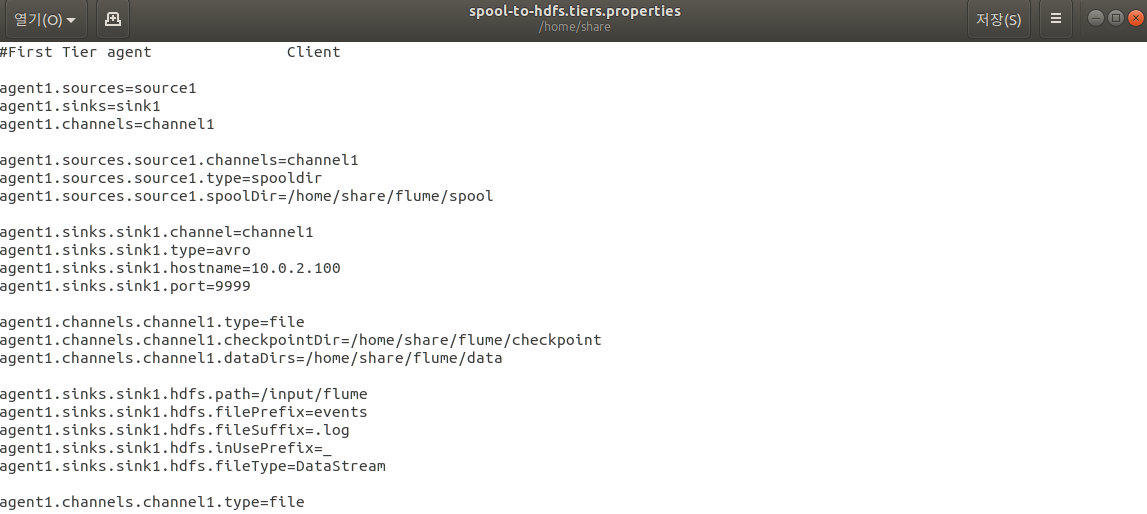 열기(O)
spool-to-hdfs.tiers.properties
/home/share
저장(S)
#First Tier agent               Client
agent1.sources=source1
agent1.sinks=sink1
agent1.channels=channel1
agent1.sources.source1.channels=channel1
agent1.sources.source1.type=spooldir
agent1.sources.source1.spoolDir=/home/share/flume/spool
agent1.sinks.sink1.channel=channel1
agent1.sinks.sink1.type=avro
agent1.sinks.sink1.hostname=10.0.2.100
agent1.sinks.sink1.port=9999
agent1.channels.channel1.type=file
agent1.channels.channel1.checkpointDir=/home/share/flume/checkpoint
agent1.channels.channel1.dataDirs=/home/share/flume/data
agent1.sinks.sink1.hdfs.path=/input/flume
agent1.sinks.sink1.hdfs.filePrefix=events
agent1.sinks.sink1.hdfs.fileSuffix=.log
agent1.sinks.sink1.hdfs.inUsePrefix=_
agent1.sinks.sink1.hdfs.fileType=DataStream
agent1.channels.channel1.type=file